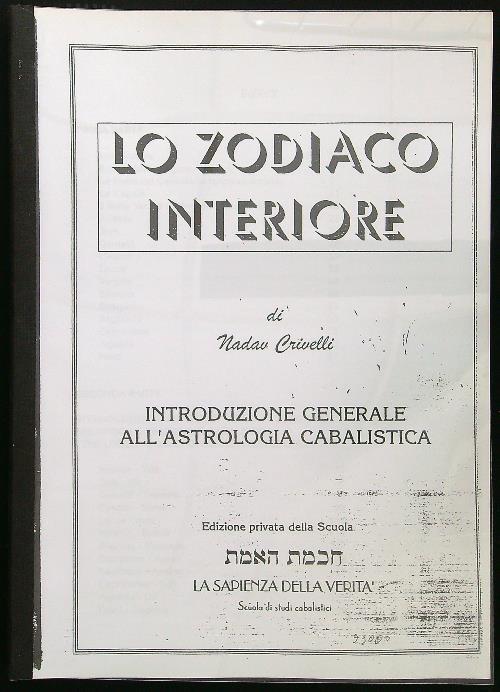 LO ZODIACO
INTERIORE
di
Nadav Crivelli
INTRODUZIONE GENERALE
ALL'ASTROLOGIA CABALISTICA
Edizione privata della Scuola
חכמת האמת
LA SAPIENZA DELLA VERITA'
Scuola di studi cabalistici